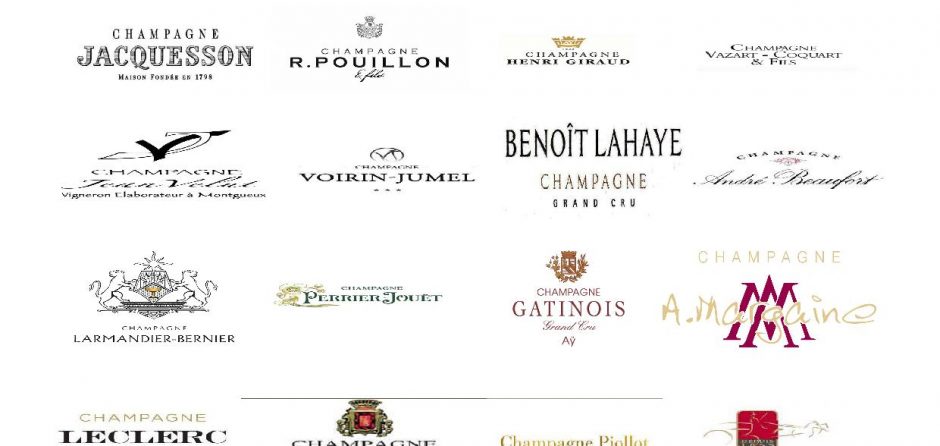 CHAMPAGNE
JACQUESSON
MAISON FONDÉE EN 1798
CHAMPAGNE
R.POUILLON
& fils
CHAMPAGNE
HENRI GIRAUD
CHAMPAGNE
VAZART - COQUART
& FILS
CHAMPAGNE
Jean Velut
Vigneron Elaborateur à Montgueux
CHAMPAGNE
VOIRIN-JUMEL
BENOÎT LAHAYE
CHAMPAGNE
GRAND CRU
CHAMPAGNE
André Beaufort
CHAMPAGNE
LARMANDIER-BERNIER
CHAMPAGNE
PERRIER JOUËT
CHAMPAGNE
GATINOIS
Grand Cru
Aÿ
CHAMPAGNE
A. Margaine
CHAMPAGNE
LECLERC
CHAMPAGNE
Champagne Piollot